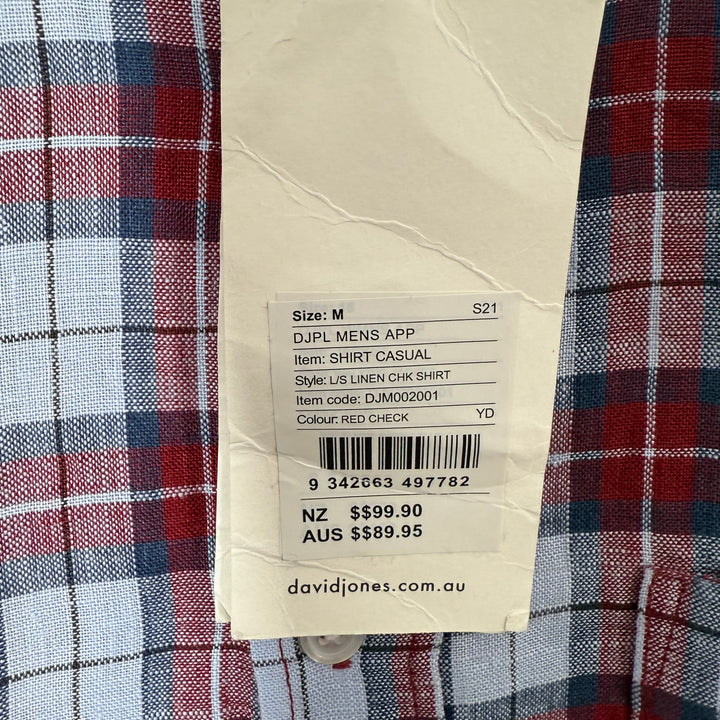 Size: M S21
DJPL MENS APP
Item: SHIRT CASUAL
Style: L/S LINEN CHK SHIRT
Item code: DJM002001
Colour: RED CHECK YD
9 342663 497782
NZ $$99.90
AUS $$89.95
davidjones.com.au